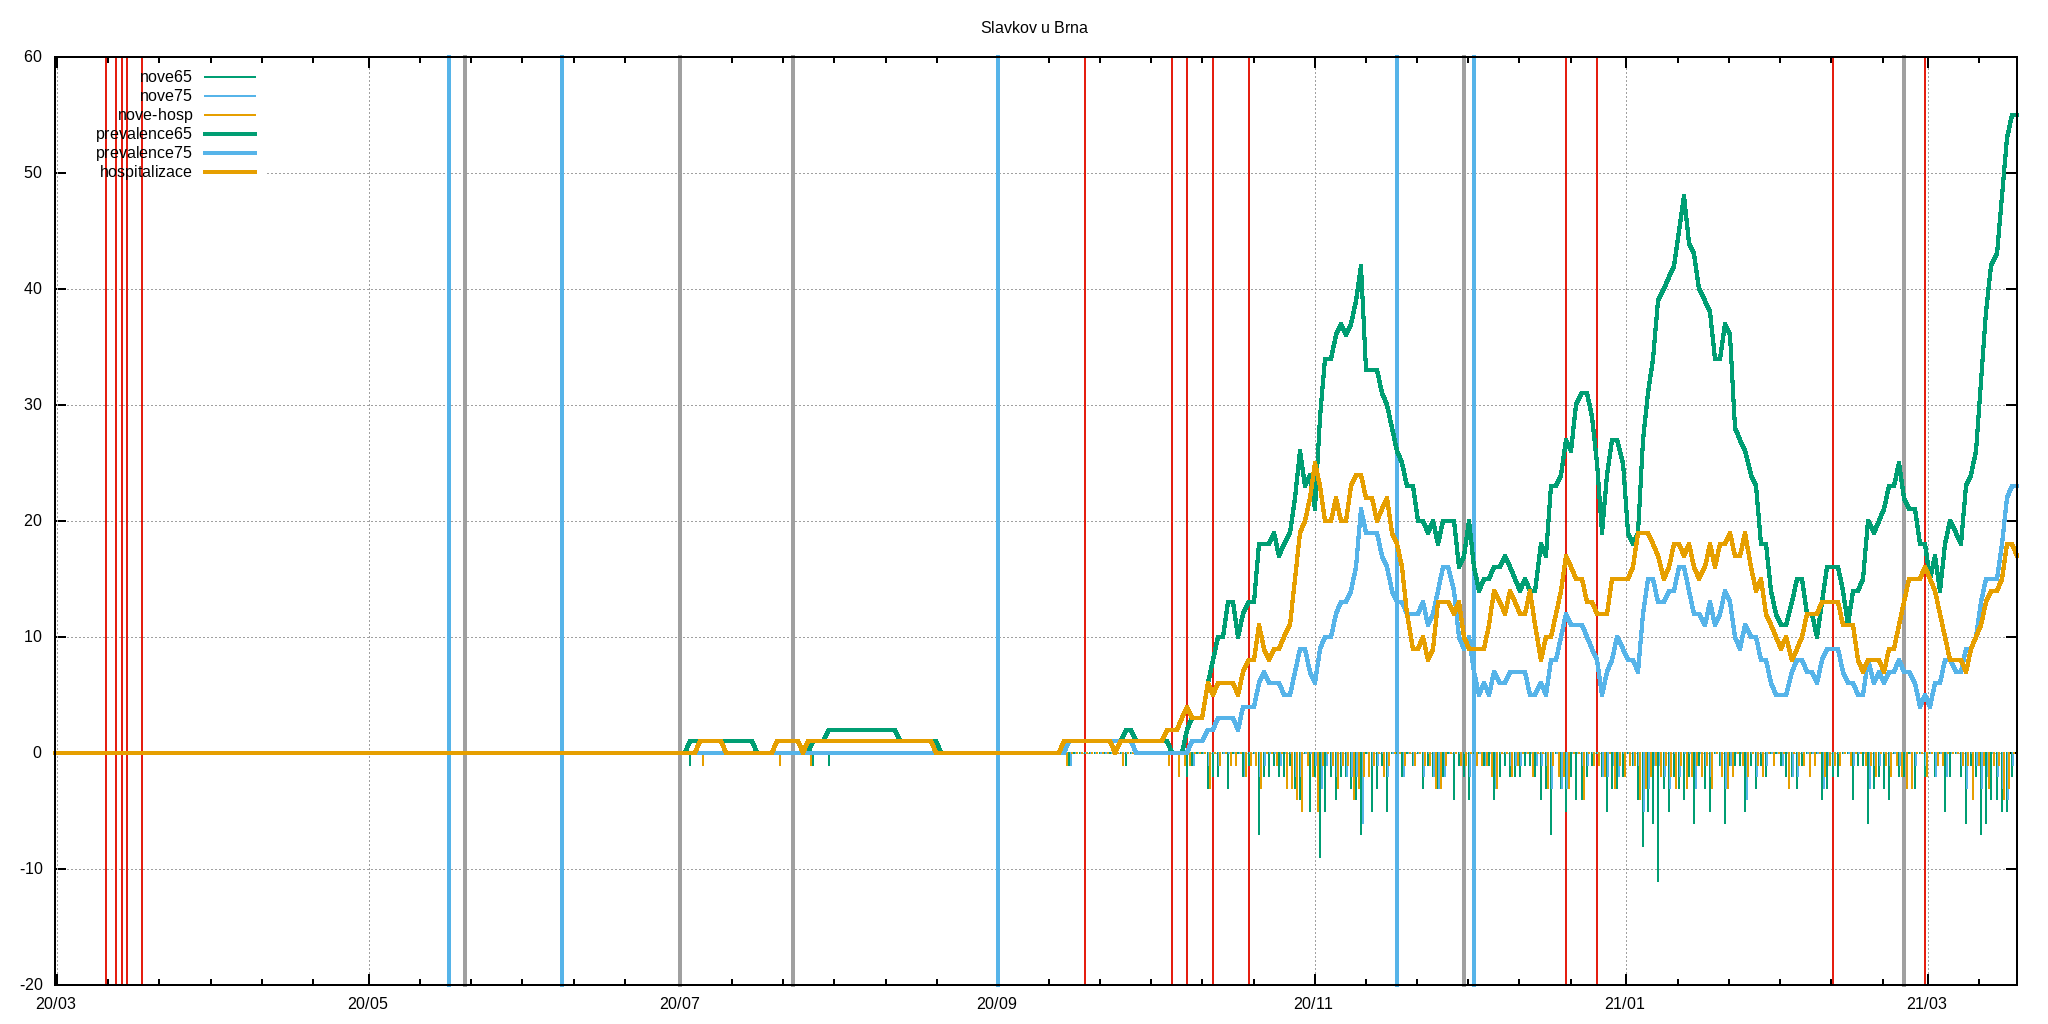 Slavkov u Brna
60
50
40
30
20
10
0
-10
-20
nove65
nove75
nove-hosp
prevalence65
prevalence75
hospitalizace
20/03 20/05 20/07 20/09 20/11 21/01 21/03